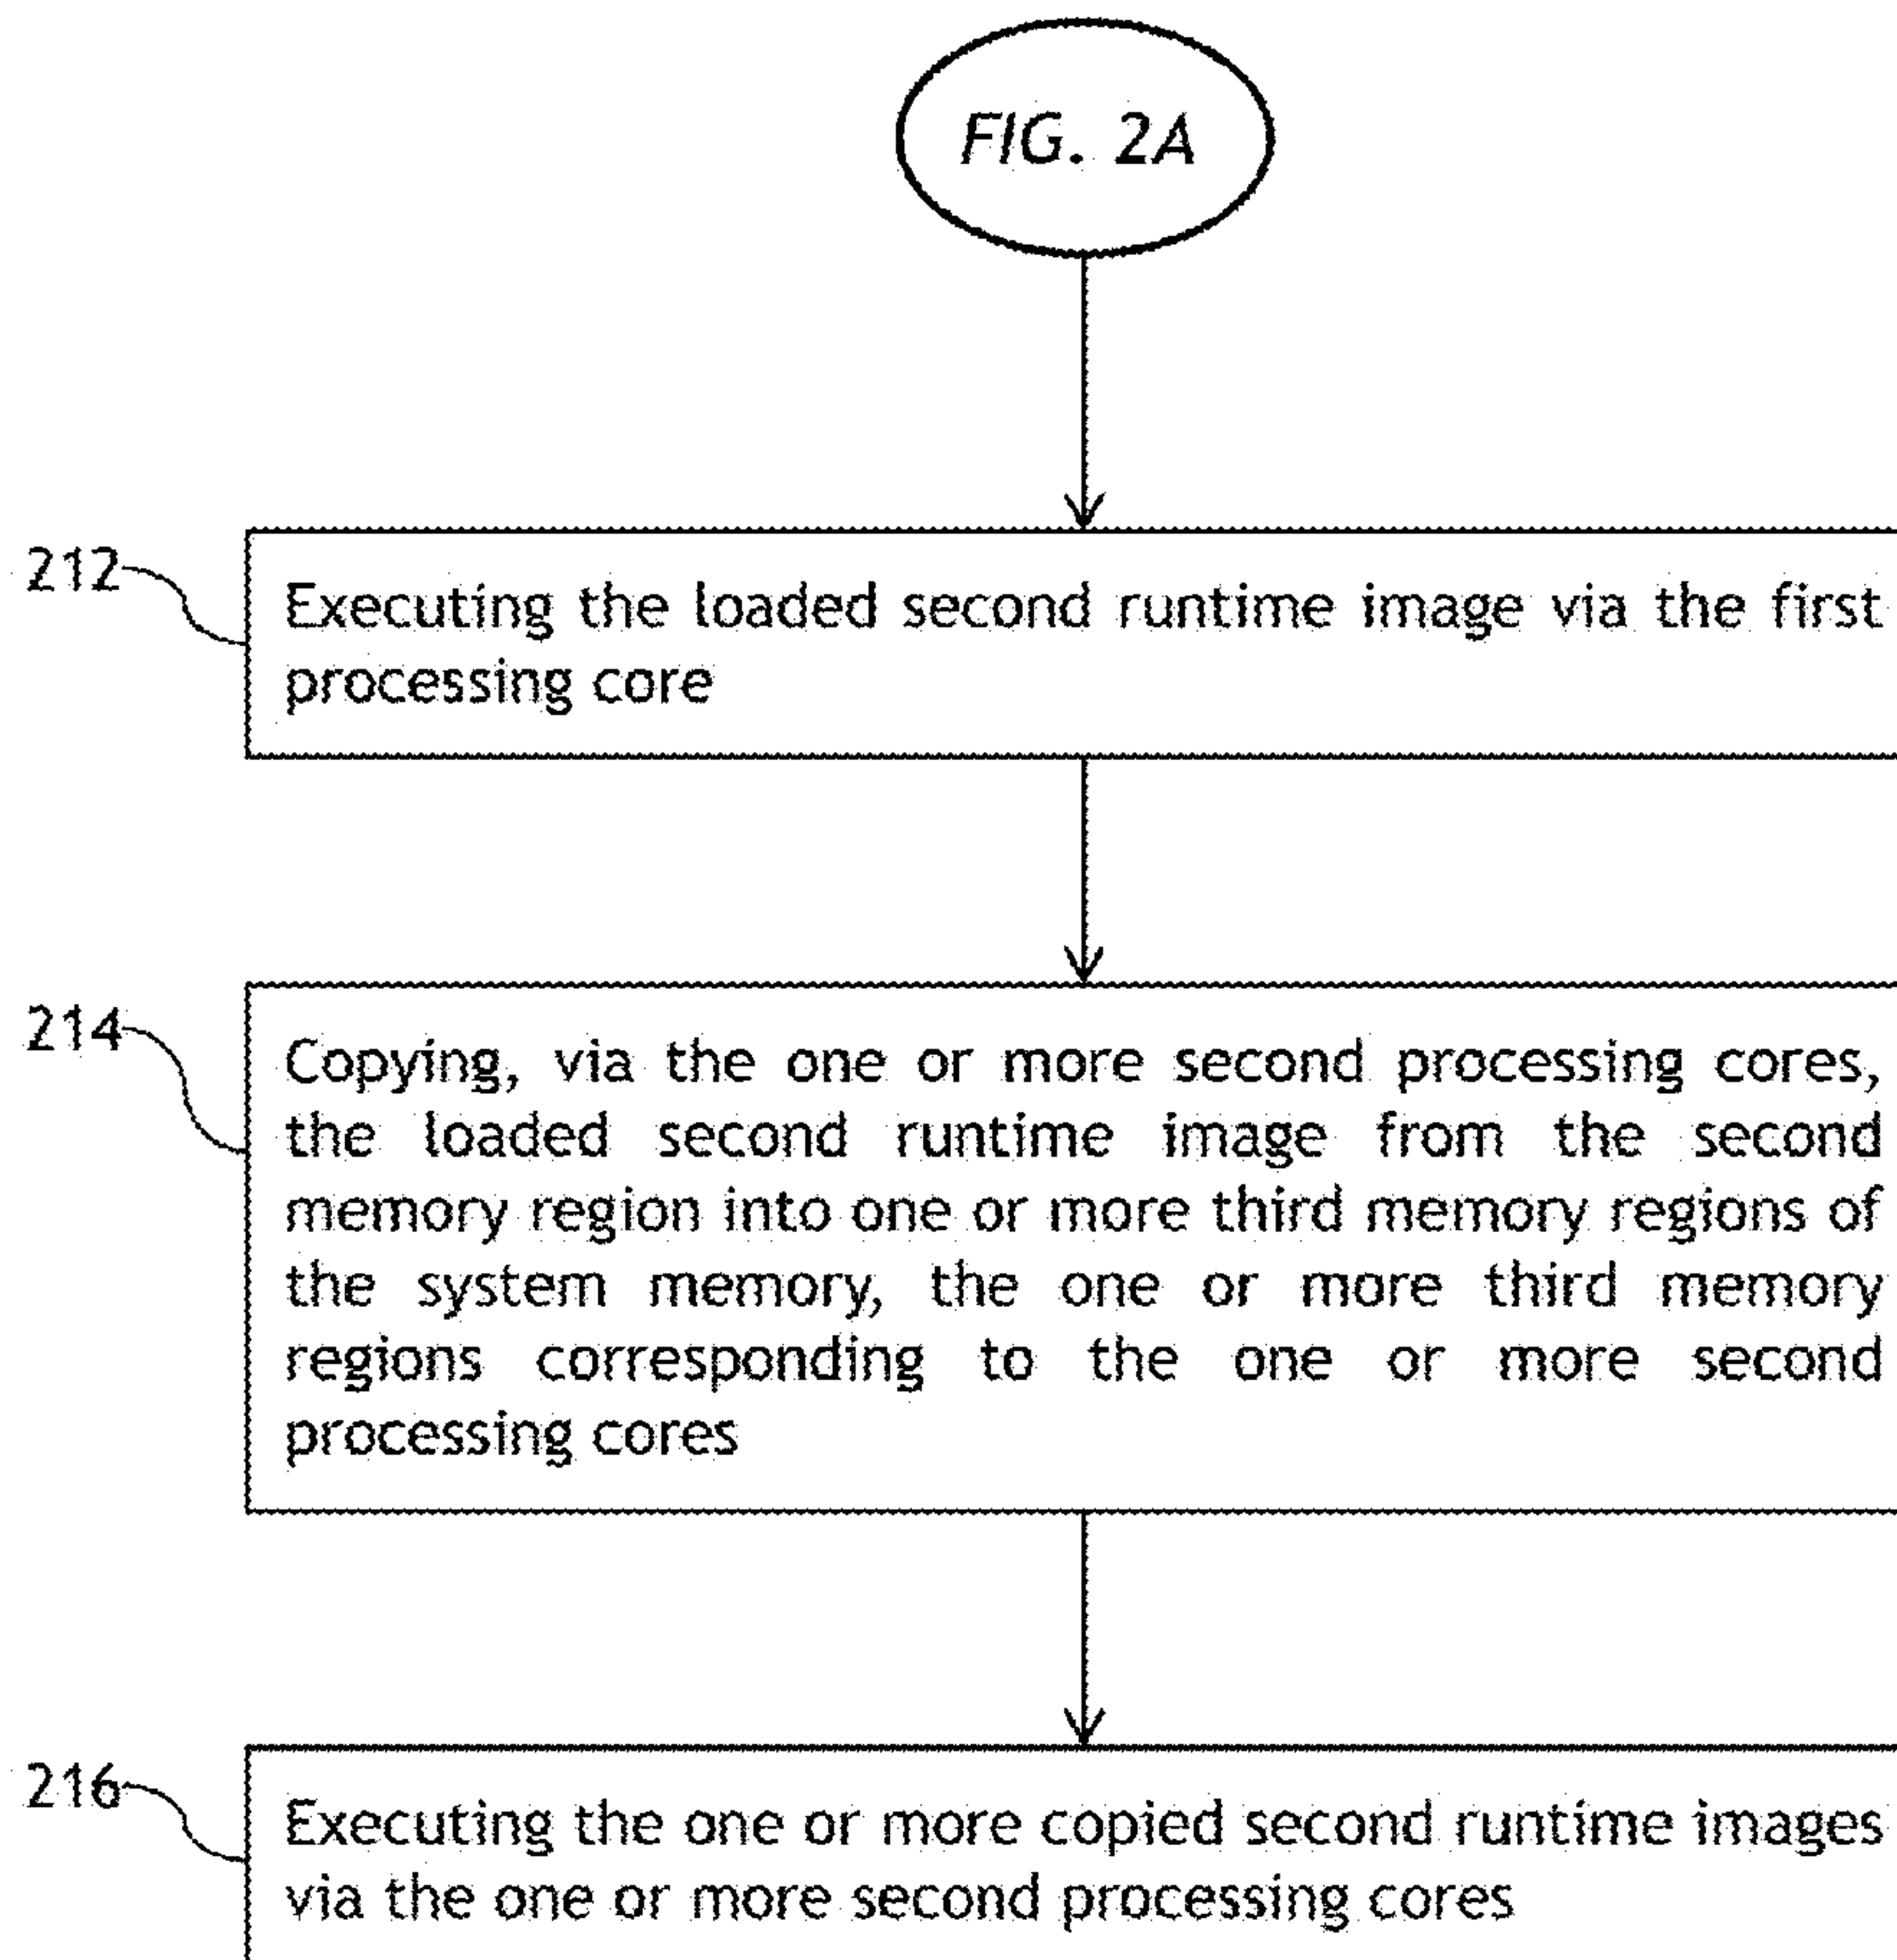 FIG. 2A
212
Executing the loaded second runtime image via the first
processing core
214
Copying, via the one or more second processing cores,
the loaded second runtime image from the second
memory region into one or more third memory regions of
the system memory, the one or more third memory
regions corresponding to the one or more second
processing cores
216
Executing the one or more copied second runtime images
via the one or more second processing cores